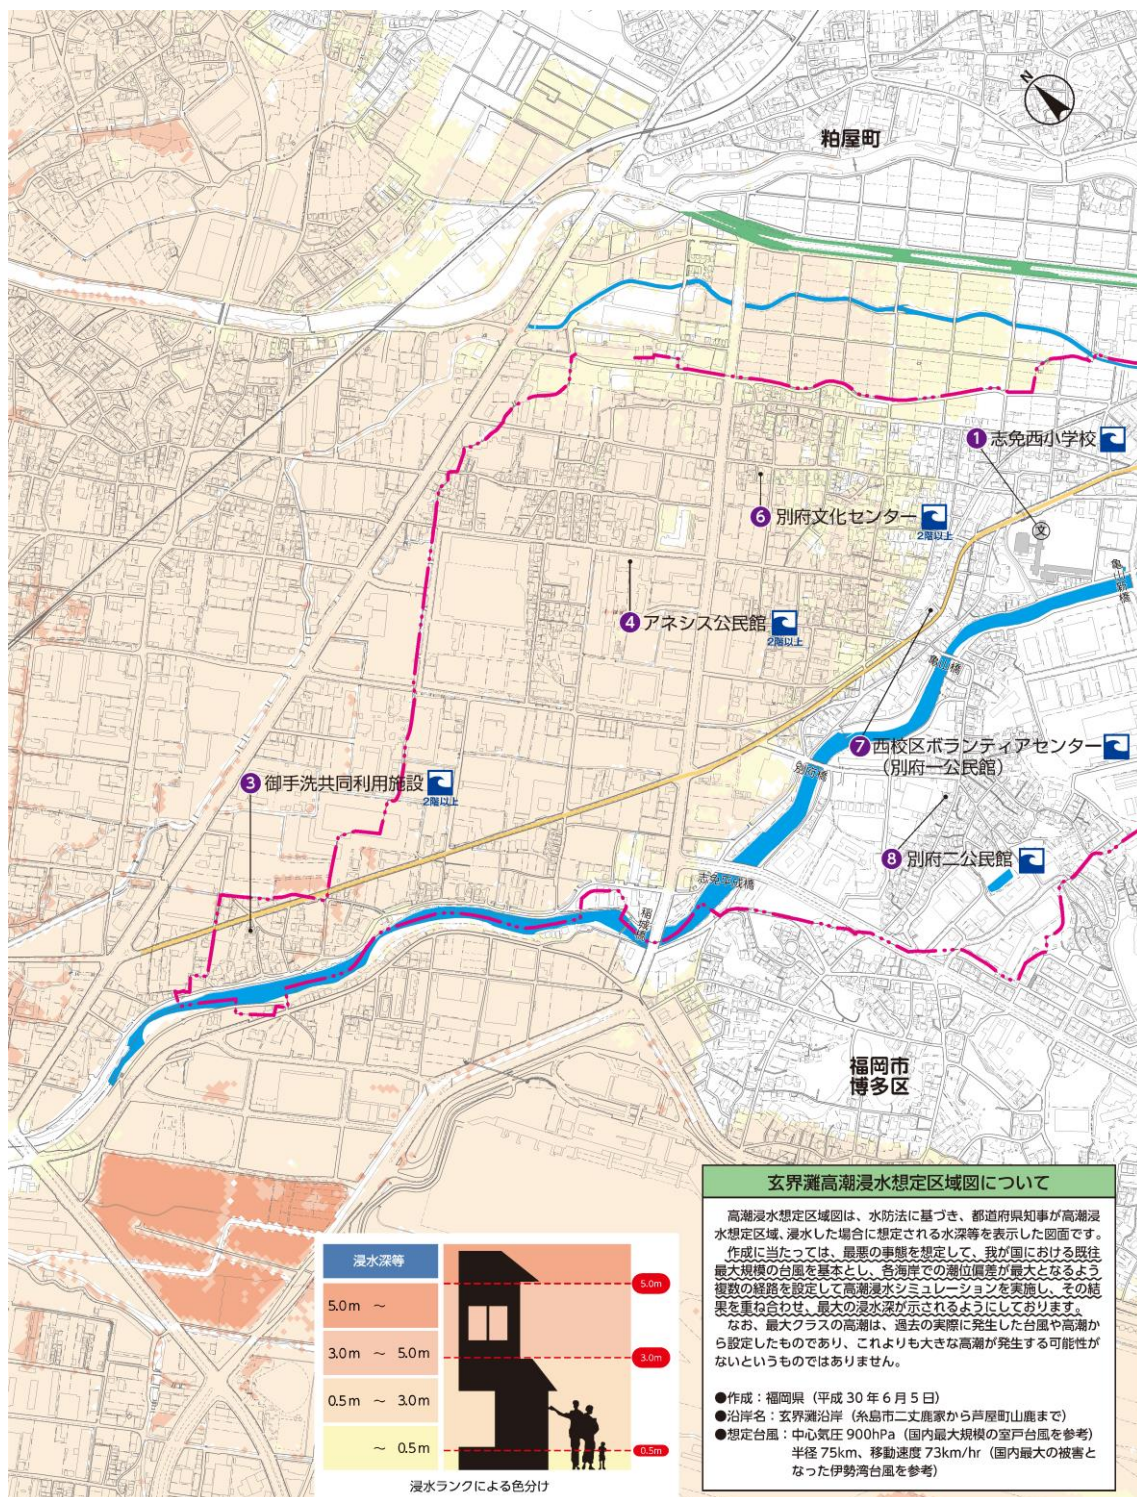 N
粕屋町
1 志免西小学校
文
6 別府文化センター
2階以上
亀山新橋
4 アネシス公民館
2階以上
亀山橋
7 西校区ボランティアセンター
(別府一公民館)
別府橋
3 御手洗共同利用施設
2階以上
8 別府二公民館
志免平成橋
稲城橋
福岡市
博多区
玄界灘高潮浸水想定区域図について
高潮浸水想定区域図は、水防法に基づき、都道府県知事が高潮浸
水想定区域、浸水した場合に想定される水深等を表示した図面です。
作成に当たっては、最悪の事態を想定して、我が国における既往
最大規模の台風を基本とし、各海岸での潮位偏差が最大となるよう
複数の経路を設定して高潮浸水シミュレーションを実施し、その結
果を重ね合わせ、最大の浸水深が示されるようにしております。
なお、最大クラスの高潮は、過去の実際に発生した台風や高潮か
ら設定したものであり、これよりも大きな高潮が発生する可能性が
ないというものではありません。
●作成：福岡県（平成 30 年 6 月 5 日）
●沿岸名：玄界灘沿岸（糸島市二丈鹿家から芦屋町山鹿まで）
●想定台風：中心気圧 900hPa（国内最大規模の室戸台風を参考）
半径 75km、移動速度 73km/hr（国内最大の被害と
なった伊勢湾台風を参考）
浸水深等
5.0m ～
3.0m ～ 5.0m
0.5m ～ 3.0m
～ 0.5m
5.0m
3.0m
0.5m
浸水ランクによる色分け